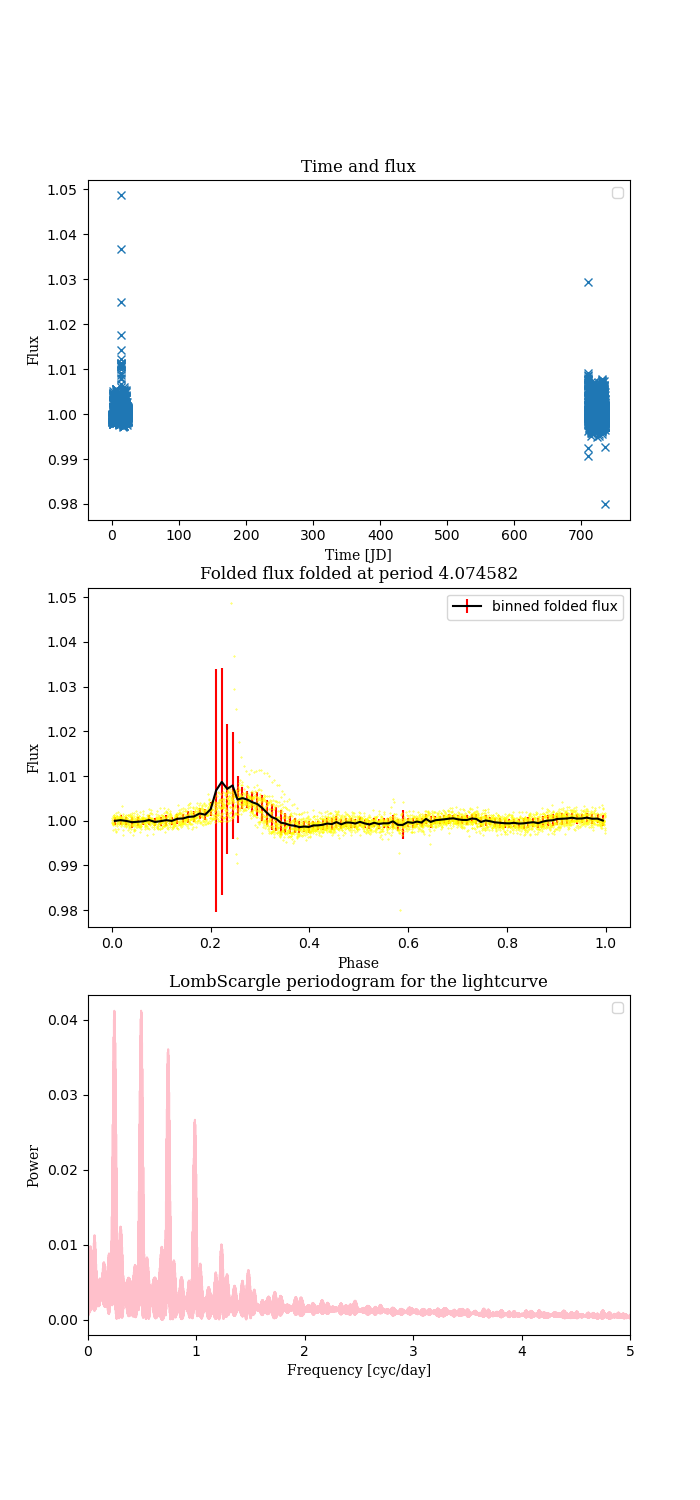 Time and flux
1.05
1.04
1.03
1.02
1.01
1.00
0.99
0.98
Flux
0 100 200 300 400 500 600 700
Time [JD]
Folded flux folded at period 4.074582
binned folded flux
1.05
1.04
1.03
1.02
1.01
1.00
0.99
0.98
Flux
0.0 0.2 0.4 0.6 0.8 1.0
Phase
LombScargle periodogram for the lightcurve
0.04
0.03
0.02
0.01
0.00
Power
0 1 2 3 4 5
Frequency [cyc/day]